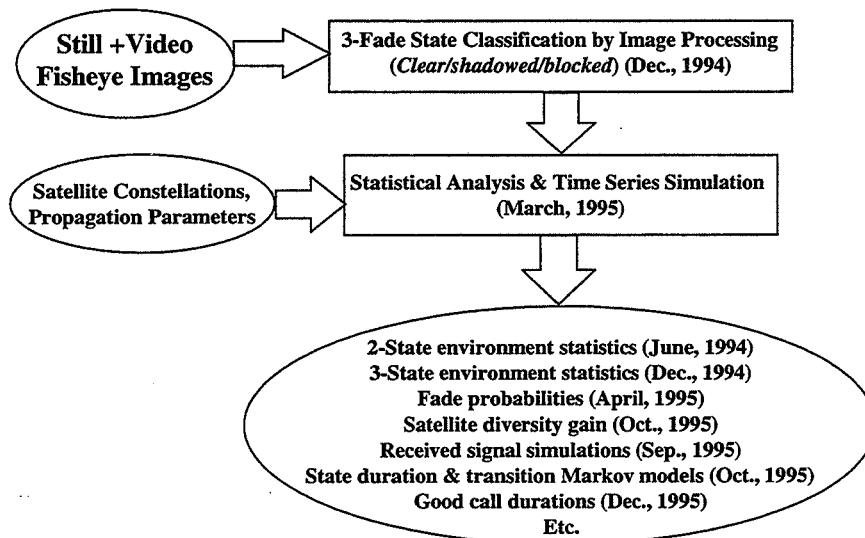 Still +Video
Fisheye Images
3-Fade State Classification by Image Processing
(Clear/shadowed/blocked) (Dec., 1994)
Satellite Constellations,
Propagation Parameters
Statistical Analysis & Time Series Simulation
(March, 1995)
2-State environment statistics (June, 1994)
3-State environment statistics (Dec., 1994)
Fade probabilities (April, 1995)
Satellite diversity gain (Oct., 1995)
Received signal simulations (Sep., 1995)
State duration & transition Markov models (Oct., 1995)
Good call durations (Dec., 1995)
Etc.